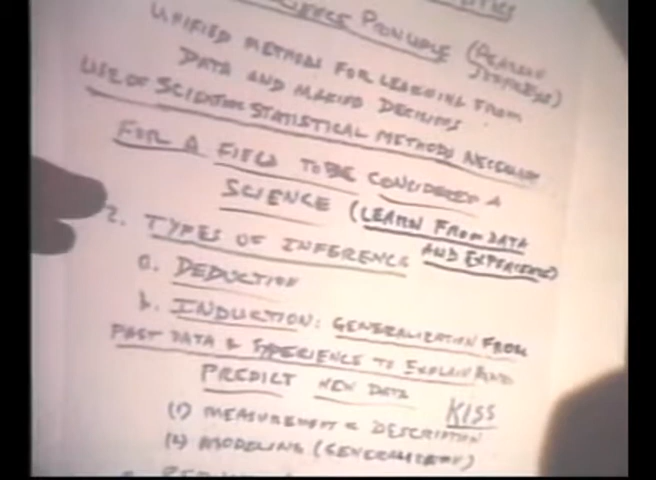 SCIENCE PRINCIPLE (PEARSON
UNIFIED METHOD FOR LEARNING FROM
DATA AND MAKING DECISIONS
USE OF STATISTICAL METHODS NECESSARY
FOR A FIELD TO BE CONSIDERED A
SCIENCE (LEARN FROM DATA
AND EXPERIENCE)
2. TYPES OF INFERENCE
a. DEDUCTION
b. INDUCTION: GENERALIZATION FROM
PAST DATA & EXPERIENCE TO EXPLAIN AND
PREDICT NEW DATA
KISS
(1) MEASUREMENT & DESCRIPTION
(2) MODELING